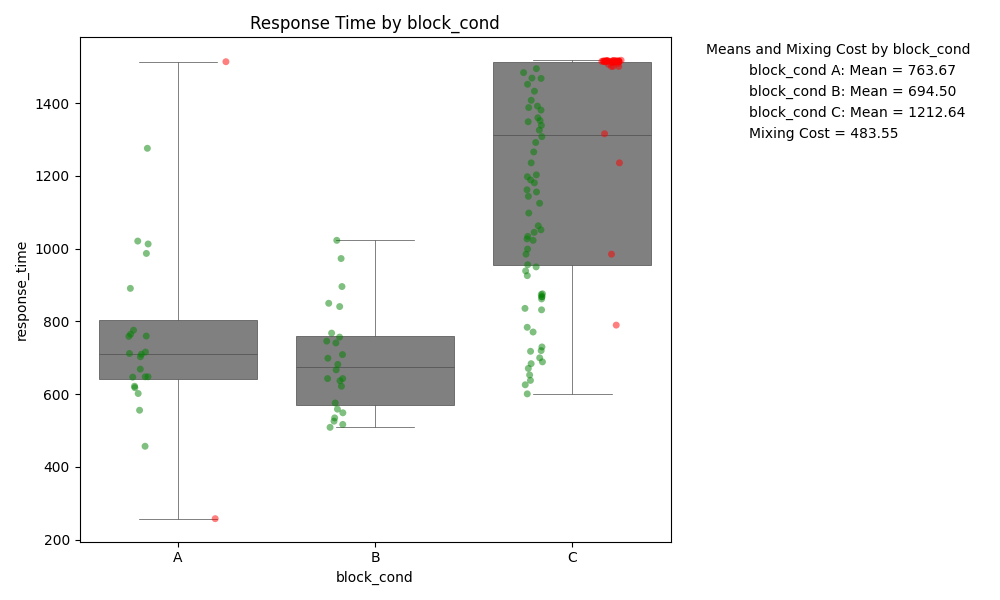 Response Time by block_cond
Means and Mixing Cost by block_cond
block_cond A: Mean = 763.67
block_cond B: Mean = 694.50
block_cond C: Mean = 1212.64
Mixing Cost = 483.55
response_time
1400
1200
1000
800
600
400
200
A
B
C
block_cond